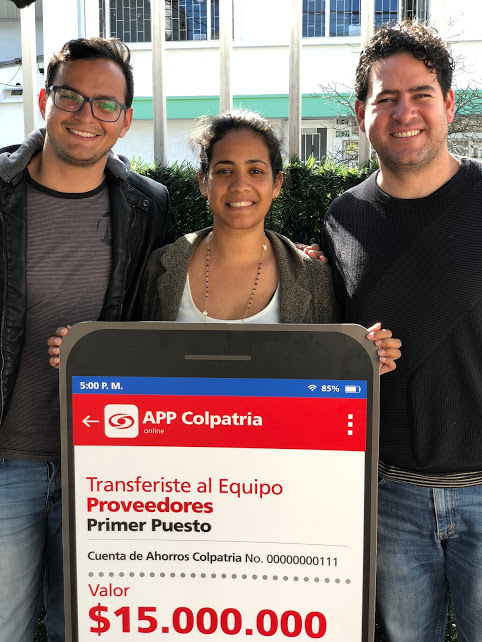 5:00 P. M.
85%
APP Colpatria
online
Transferiste al Equipo
Proveedores
Primer Puesto
Cuenta de Ahorros Colpatria No. 00000000111
Valor
$15.000.000